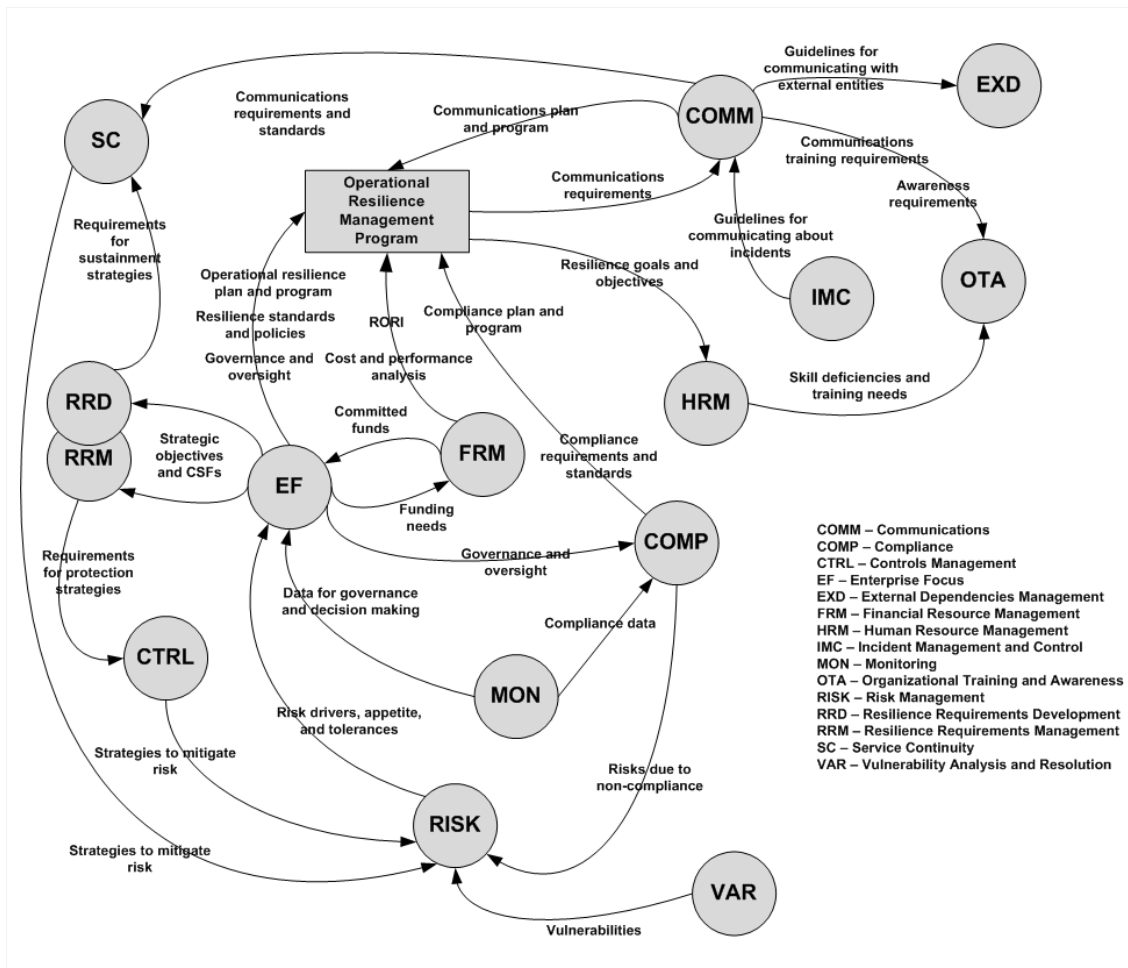 Guidelines for
communicating with
external entities
EXD
COMM
SC
Communications
requirements and
standards
Communications plan
and program
Communications
training requirements
Operational
Resilience
Management
Program
Communications
requirements
Awareness
requirements
Requirements
for
sustainment
strategies
Guidelines for
communicating about
incidents
Operational resilience
plan and program
Resilience goals and
objectives
IMC
OTA
Resilience standards
and policies
RORI
Compliance plan and
program
Governance and
oversight
Cost and performance
analysis
Skill deficiencies and
training needs
RRD
HRM
Committed
funds
RRM
Strategic
objectives
and CSFs
FRM
Compliance
requirements and
standards
EF
Funding
needs
COMP
Requirements
for protection
strategies
Governance and
oversight
Data for governance
and decision making
Compliance data
CTRL
MON
Risk drivers, appetite,
and tolerances
Strategies to mitigate
risk
Risks due to
non-compliance
RISK
Strategies to mitigate
risk
VAR
Vulnerabilities
COMM – Communications
COMP – Compliance
CTRL – Controls Management
EF – Enterprise Focus
EXD – External Dependencies Management
FRM – Financial Resource Management
HRM – Human Resource Management
IMC – Incident Management and Control
MON – Monitoring
OTA – Organizational Training and Awareness
RISK – Risk Management
RRD – Resilience Requirements Development
RRM – Resilience Requirements Management
SC – Service Continuity
VAR – Vulnerability Analysis and Resolution